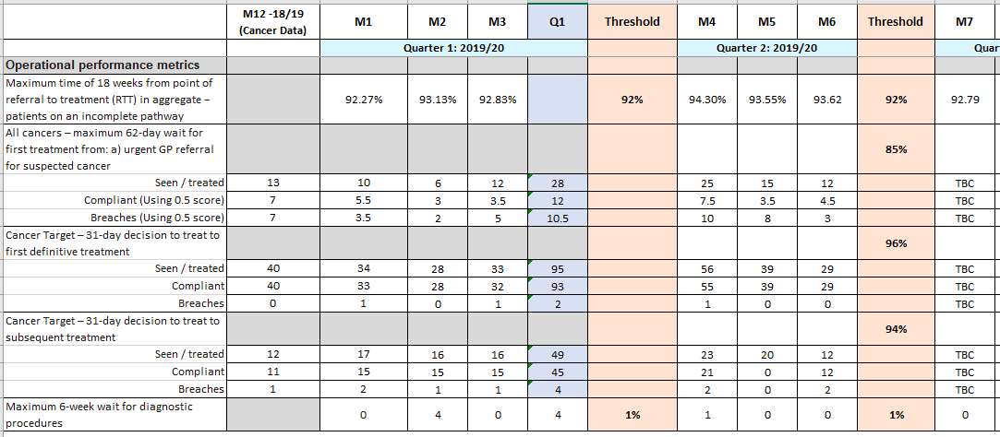 M12 -18/19 (Cancer Data) M1 M2 M3 Q1 Threshold M4 M5 M6 Threshold M7
Quarter 1: 2019/20 Quarter 2: 2019/20 Quar
Operational performance metrics
Maximum time of 18 weeks from point of
referral to treatment (RTT) in aggregate – 92.27% 93.13% 92.83% 92% 94.30% 93.55% 93.62 92% 92.79
patients on an incomplete pathway
All cancers – maximum 62-day wait for
first treatment from: a) urgent GP referral 85%
for suspected cancer
Seen / treated 13 10 6 12 28 25 15 12 TBC
Compliant (Using 0.5 score) 7 5.5 3 3.5 12 7.5 3.5 4.5 TBC
Breaches (Using 0.5 score) 7 3.5 2 5 10.5 10 8 3 TBC
Cancer Target – 31-day decision to treat to
first definitive treatment 96%
Seen / treated 40 34 28 33 95 56 39 29 TBC
Compliant 40 33 28 32 93 55 39 29 TBC
Breaches 0 1 0 1 2 1 0 0 TBC
Cancer Target – 31-day decision to treat to
subsequent treatment 94%
Seen / treated 12 17 16 16 49 23 20 12 TBC
Compliant 11 15 15 15 45 21 0 12 TBC
Breaches 1 2 1 1 4 2 0 2 TBC
Maximum 6-week wait for diagnostic
procedures 0 4 0 4 1% 1 0 0 1% 0